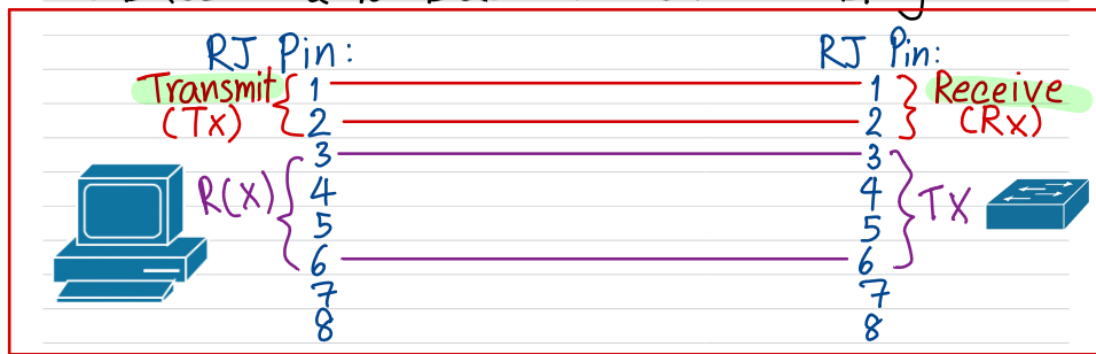 RJ Pin: RJ Pin:
Transmit 1 1 Receive
(Tx) 2 2 (Rx)
3 3
R(X) 4 4 TX
5 5
6 6
7 7
8 8